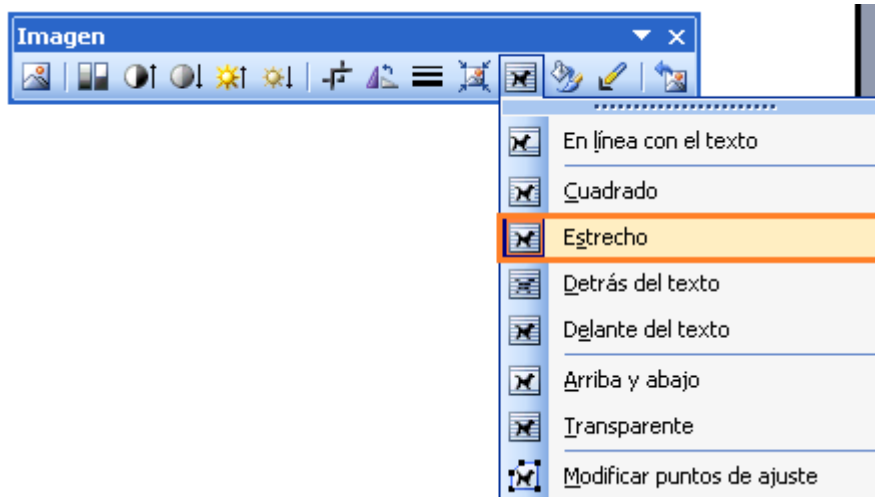 Imagen
En línea con el texto
Cuadrado
Estrecho
Detrás del texto
Delante del texto
Arriba y abajo
Transparente
Modificar puntos de ajuste